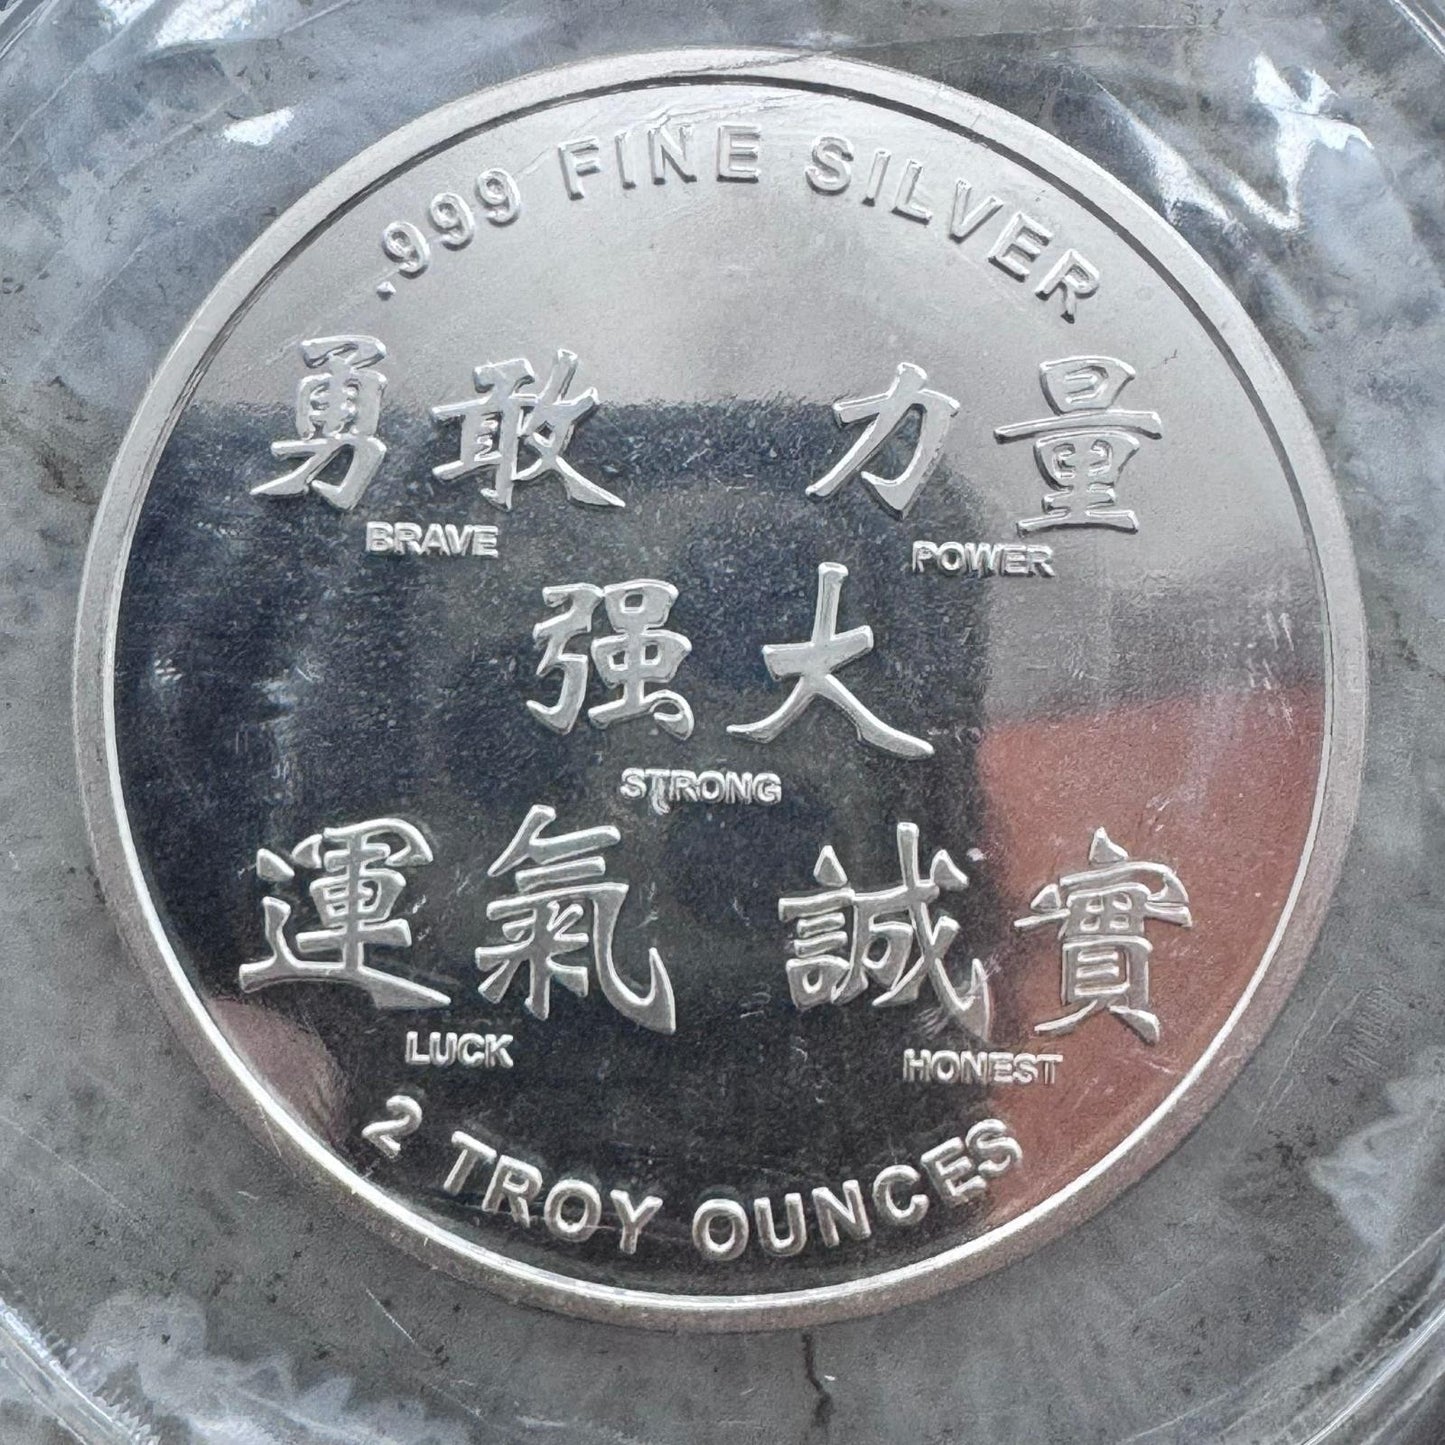 .999 FINE SILVER
勇敢 力量
BRAVE POWER
强大
STRONG
運氣 誠實
LUCK HONEST
2 TROY OUNCES